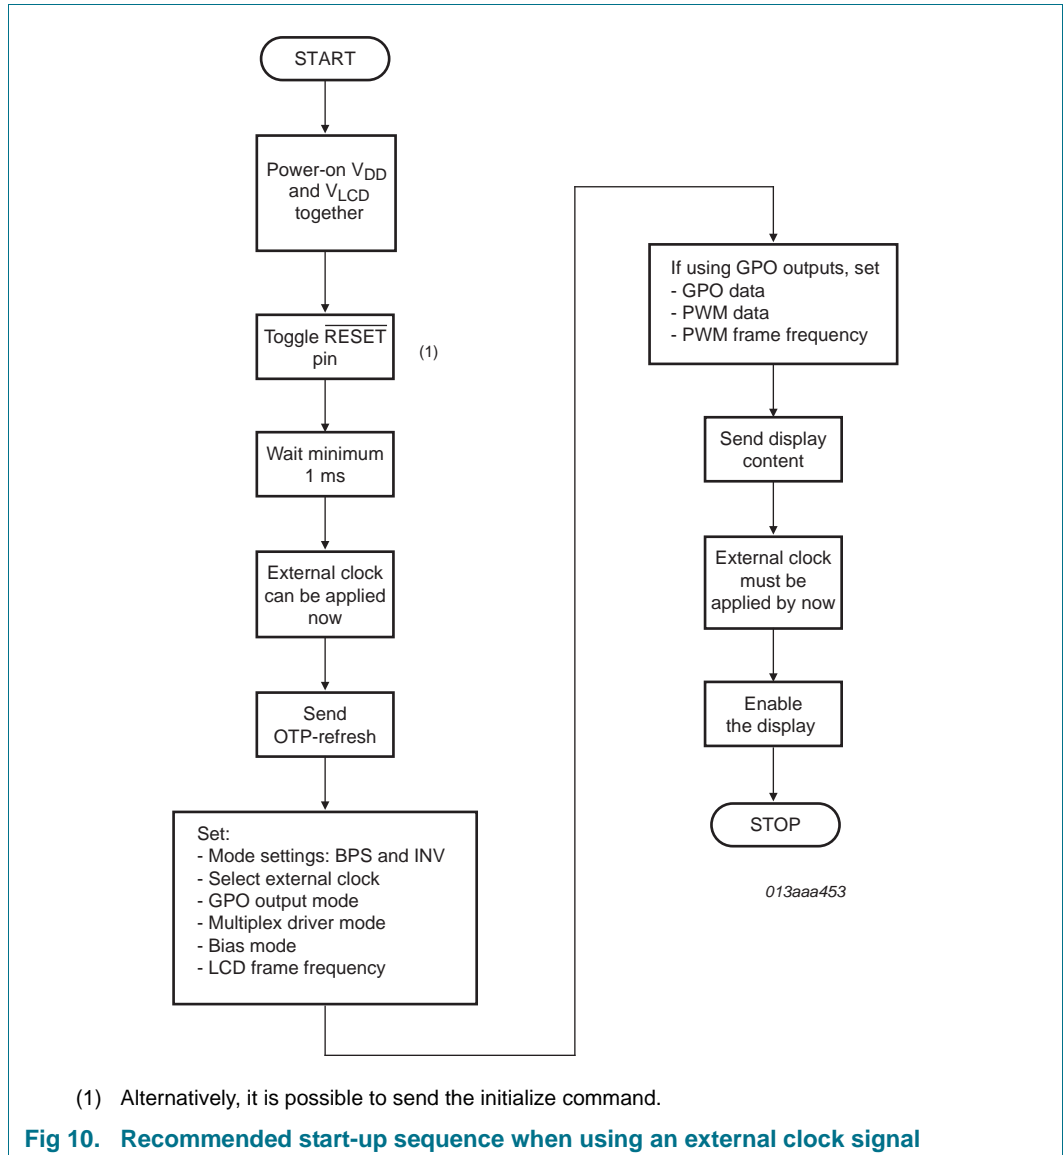 START
Power-on VDD
and VLCD
together
Toggle RESET
pin
(1)
Wait minimum
1 ms
External clock
can be applied
now
Send
OTP-refresh
Set:
- Mode settings: BPS and INV
- Select external clock
- GPO output mode
- Multiplex driver mode
- Bias mode
- LCD frame frequency
If using GPO outputs, set
- GPO data
- PWM data
- PWM frame frequency
Send display
content
External clock
must be
applied by now
Enable
the display
STOP
013aaa453
(1) Alternatively, it is possible to send the initialize command.
Fig 10. Recommended start-up sequence when using an external clock signal